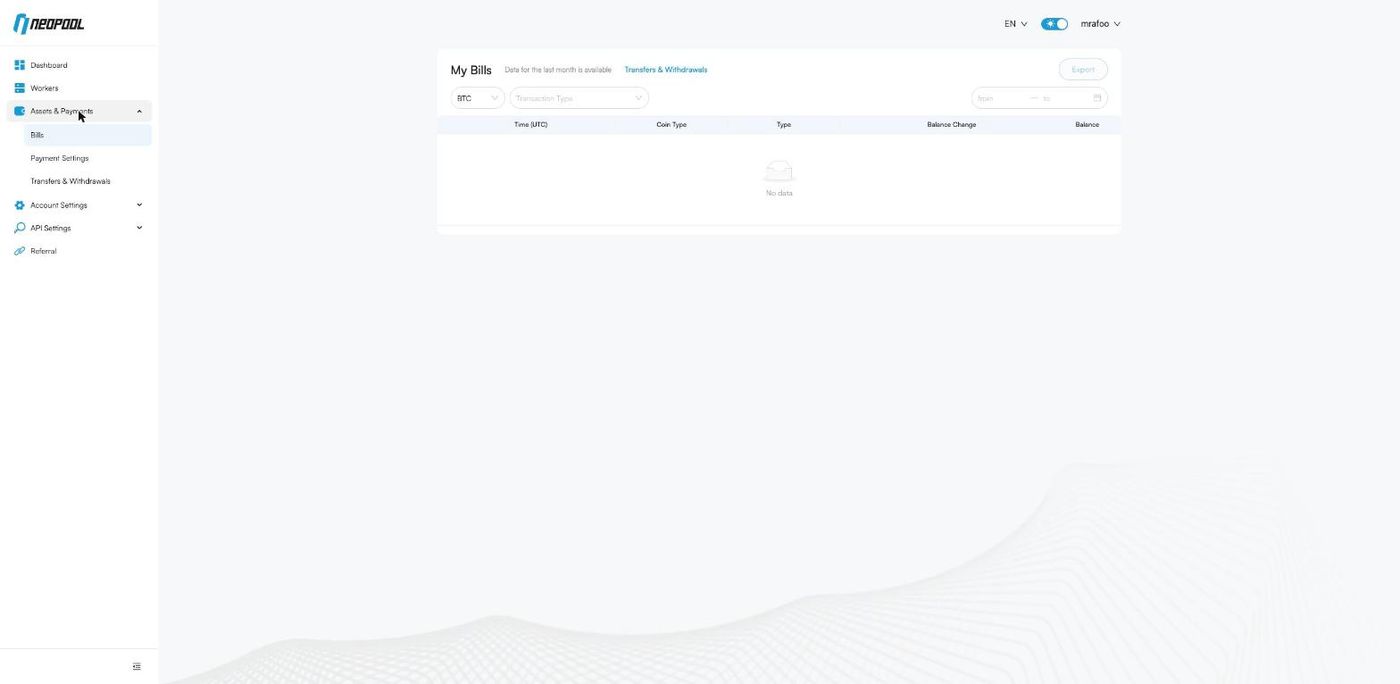 NEOPOOL
EN
mrafoo
Dashboard
Workers
Assets & Payments
Bills
Payment Settings
Transfers & Withdrawals
Account Settings
API Settings
Referral
My Bills Data for the last month is available Transfers & Withdrawals Export
BTC Transaction Type from — to
Time (UTC) Coin Type Type Balance Change Balance
No data